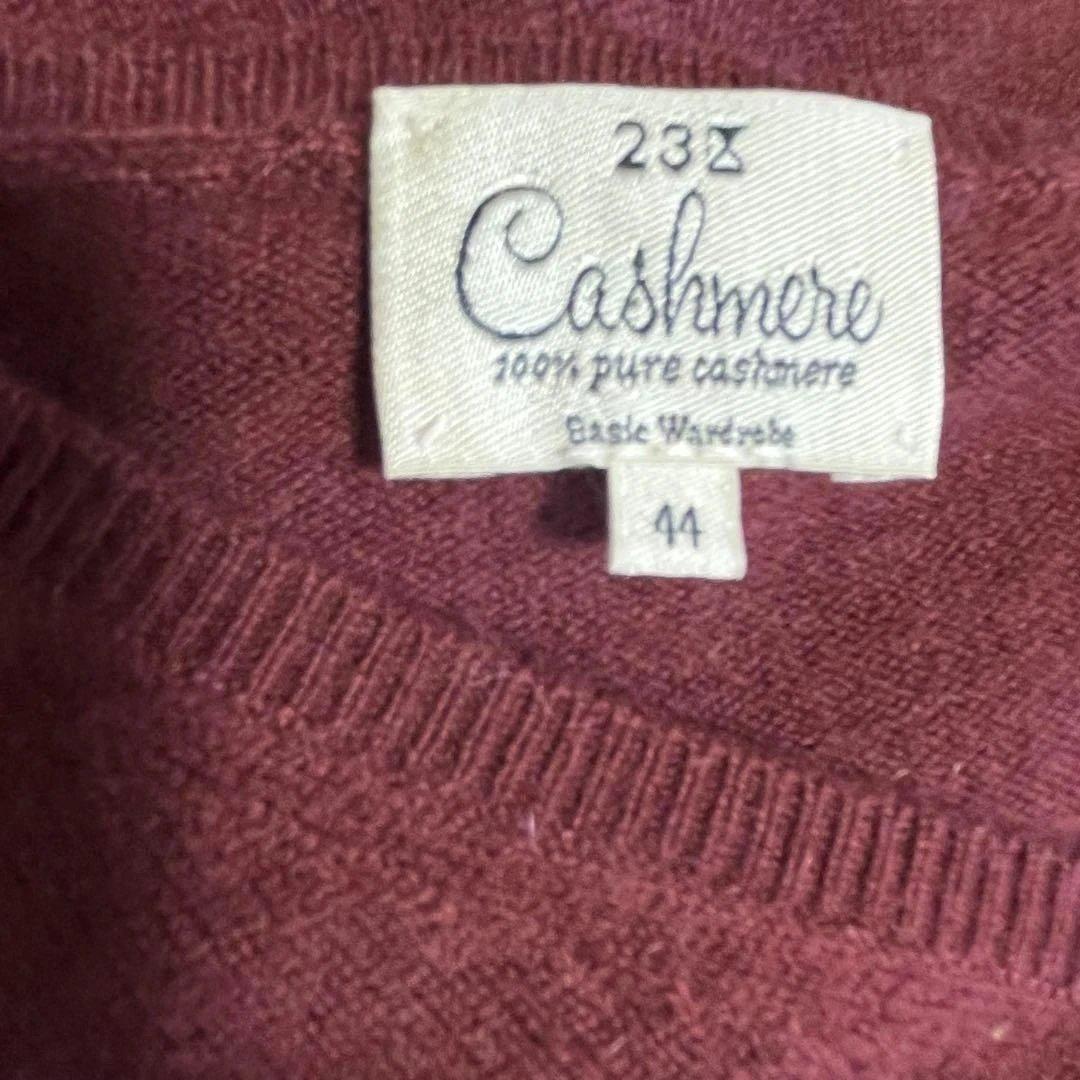 23区
Cashmere
100% pure cashmere
Basic Wardrobe
44